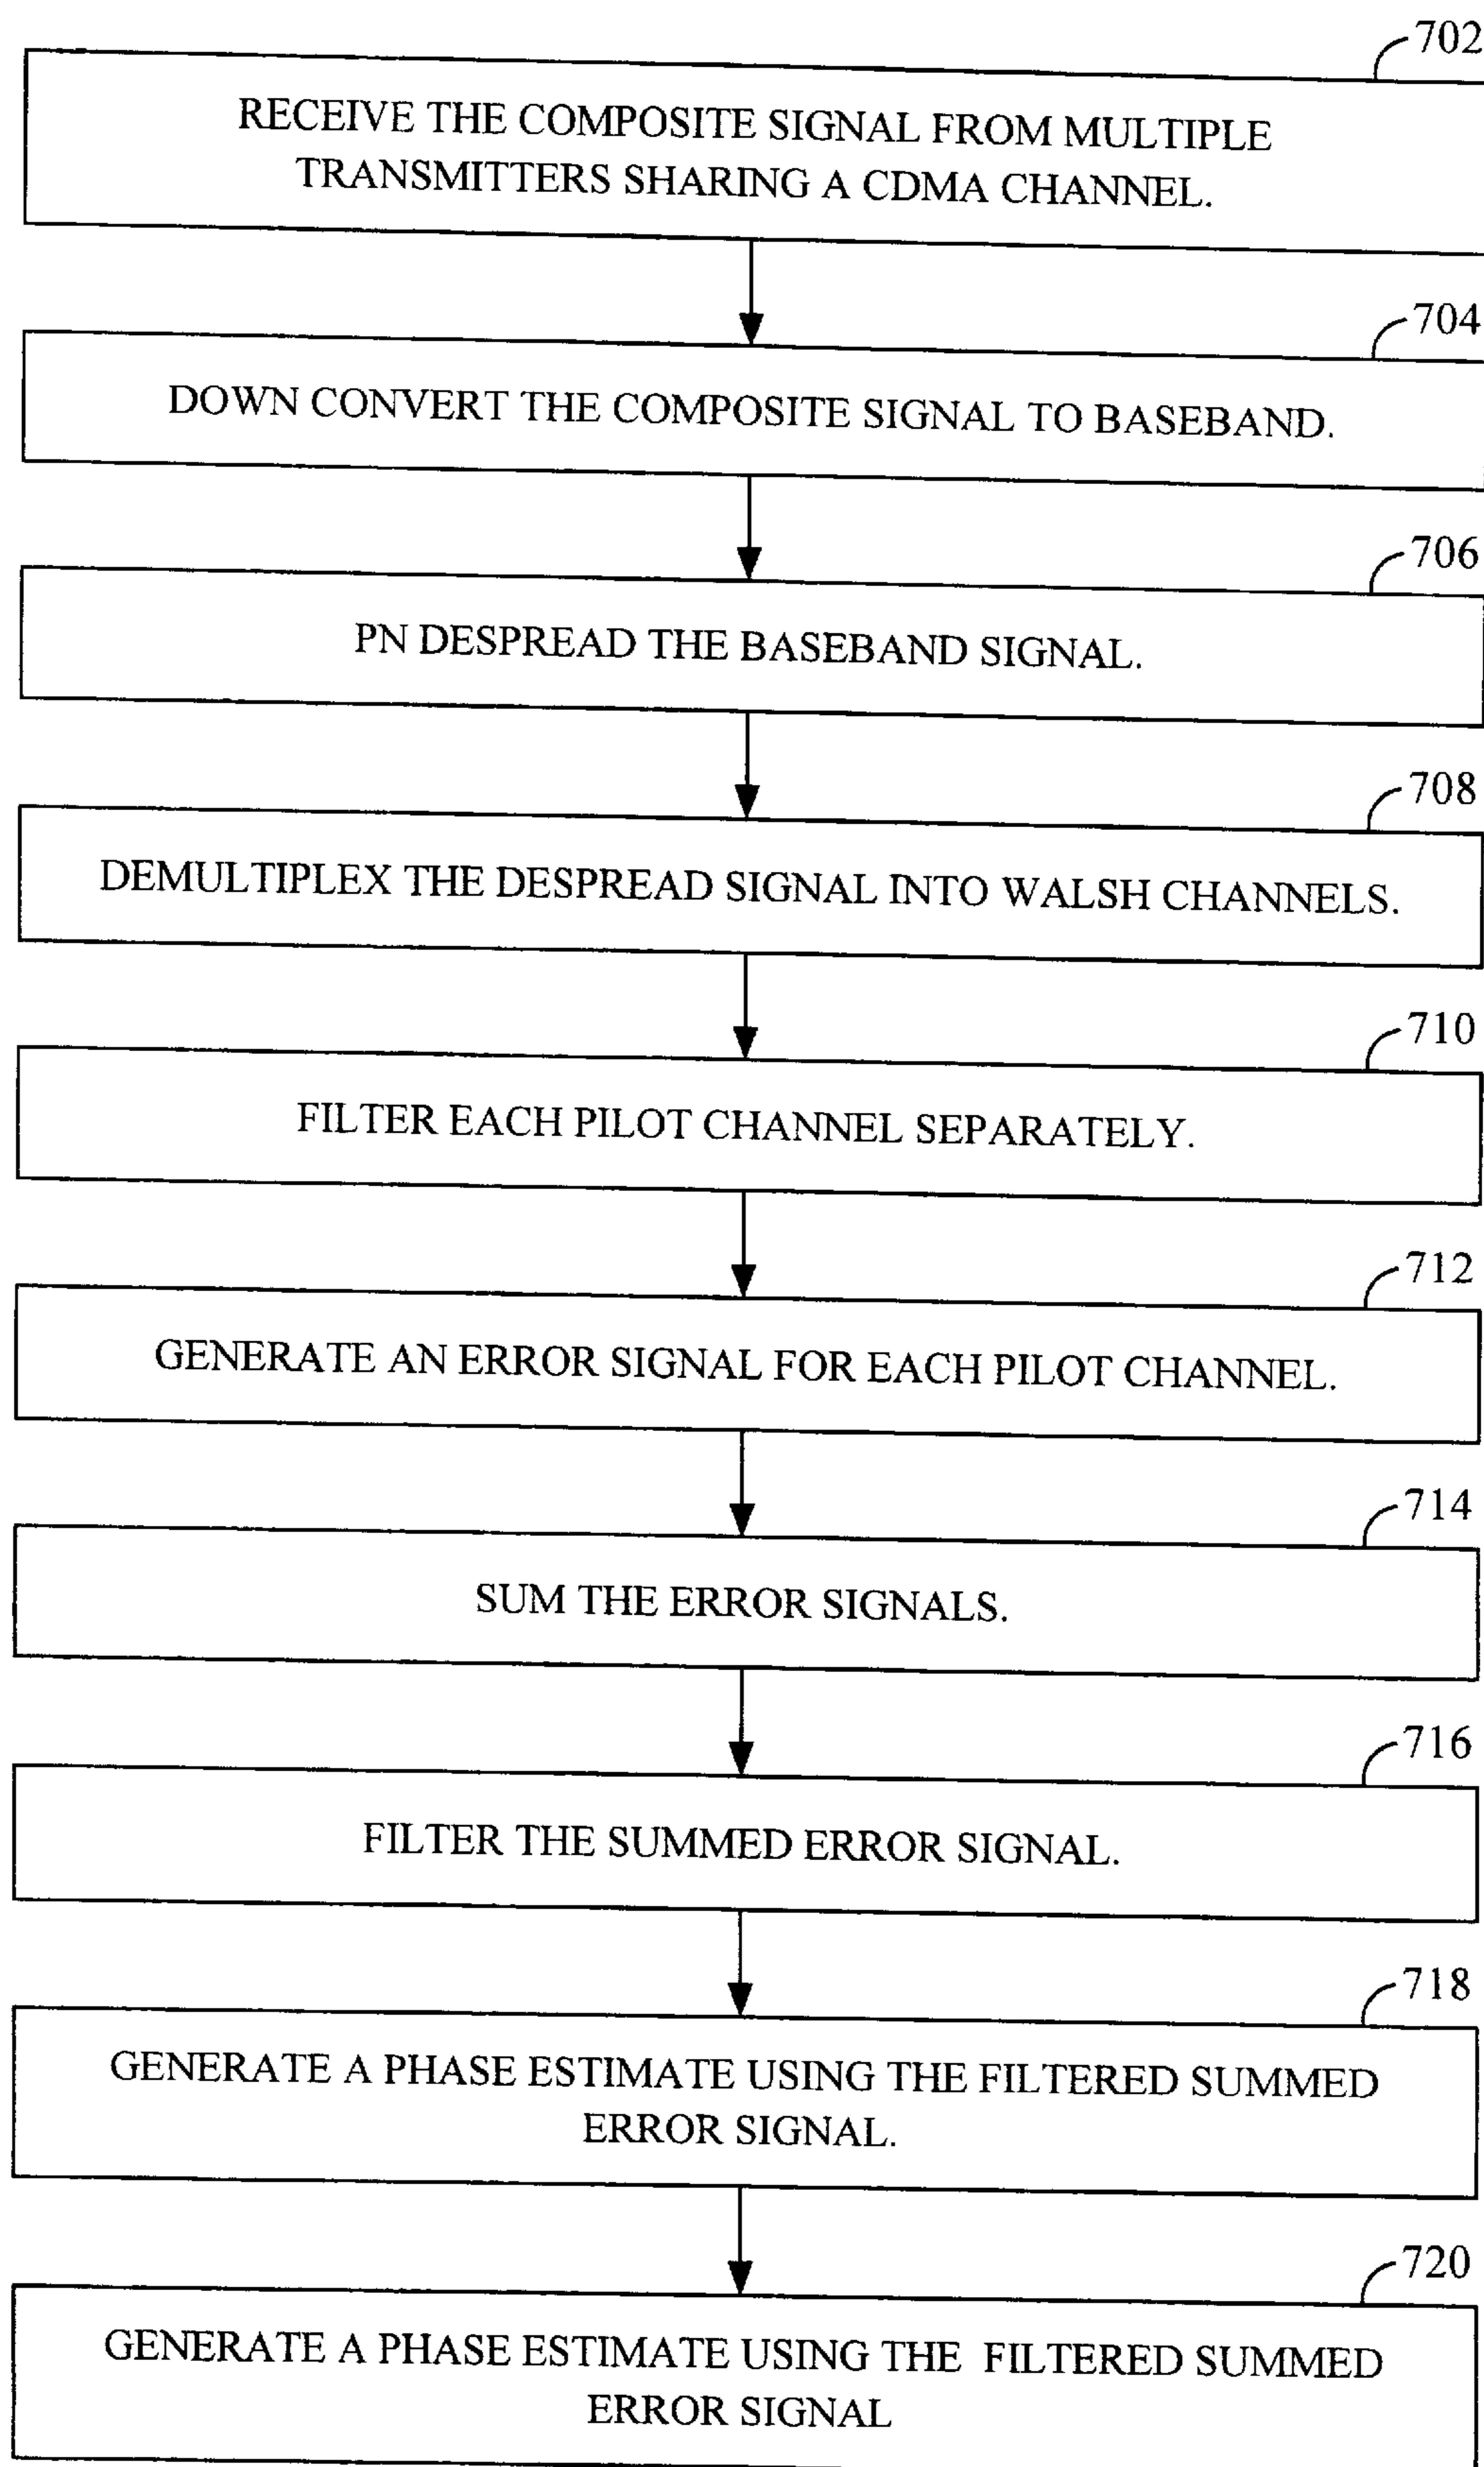 702
RECEIVE THE COMPOSITE SIGNAL FROM MULTIPLE
TRANSMITTERS SHARING A CDMA CHANNEL.
704
DOWN CONVERT THE COMPOSITE SIGNAL TO BASEBAND.
706
PN DESPREAD THE BASEBAND SIGNAL.
708
DEMULTIPLEX THE DESPREAD SIGNAL INTO WALSH CHANNELS.
710
FILTER EACH PILOT CHANNEL SEPARATELY.
712
GENERATE AN ERROR SIGNAL FOR EACH PILOT CHANNEL.
714
SUM THE ERROR SIGNALS.
716
FILTER THE SUMMED ERROR SIGNAL.
718
GENERATE A PHASE ESTIMATE USING THE FILTERED SUMMED
ERROR SIGNAL.
720
GENERATE A PHASE ESTIMATE USING THE FILTERED SUMMED
ERROR SIGNAL